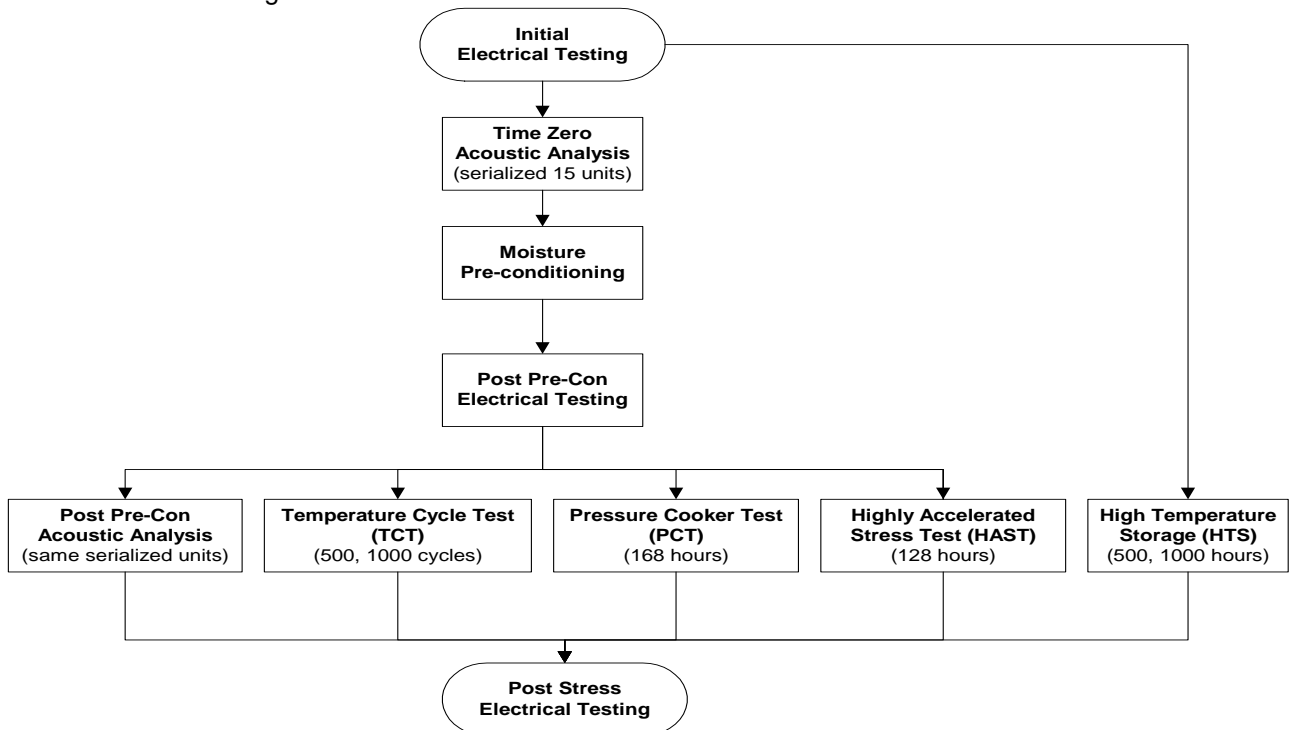 Initial
Electrical Testing
Time Zero
Acoustic Analysis
(serialized 15 units)
Moisture
Pre-conditioning
Post Pre-Con
Electrical Testing
Post Pre-Con
Acoustic Analysis
(same serialized units)
Temperature Cycle Test
(TCT)
(500, 1000 cycles)
Pressure Cooker Test
(PCT)
(168 hours)
Highly Accelerated
Stress Test (HAST)
(128 hours)
High Temperature
Storage (HTS)
(500, 1000 hours)
Post Stress
Electrical Testing